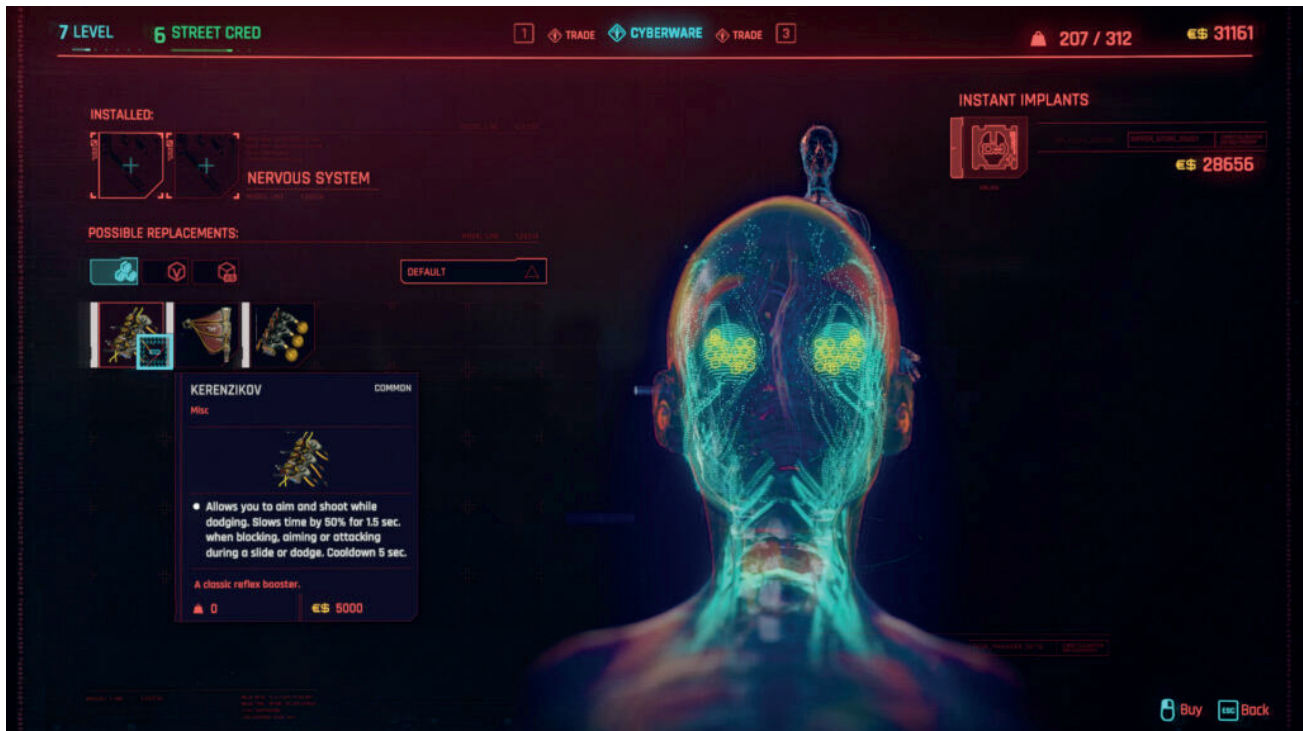 7 LEVEL
6 STREET CRED
1 TRADE CYBERWARE TRADE 3
207 / 312
€$ 31161
INSTALLED:
NERVOUS SYSTEM
POSSIBLE REPLACEMENTS:
DEFAULT
KERENZIKOV
COMMON
Misc
Allows you to aim and shoot while
dodging. Slows time by 50% for 1.5 sec.
when blocking, aiming or attacking
during a slide or dodge. Cooldown 5 sec.
A classic reflex booster.
0
€$ 5000
INSTANT IMPLANTS
€$ 28656
Buy
ESC Back